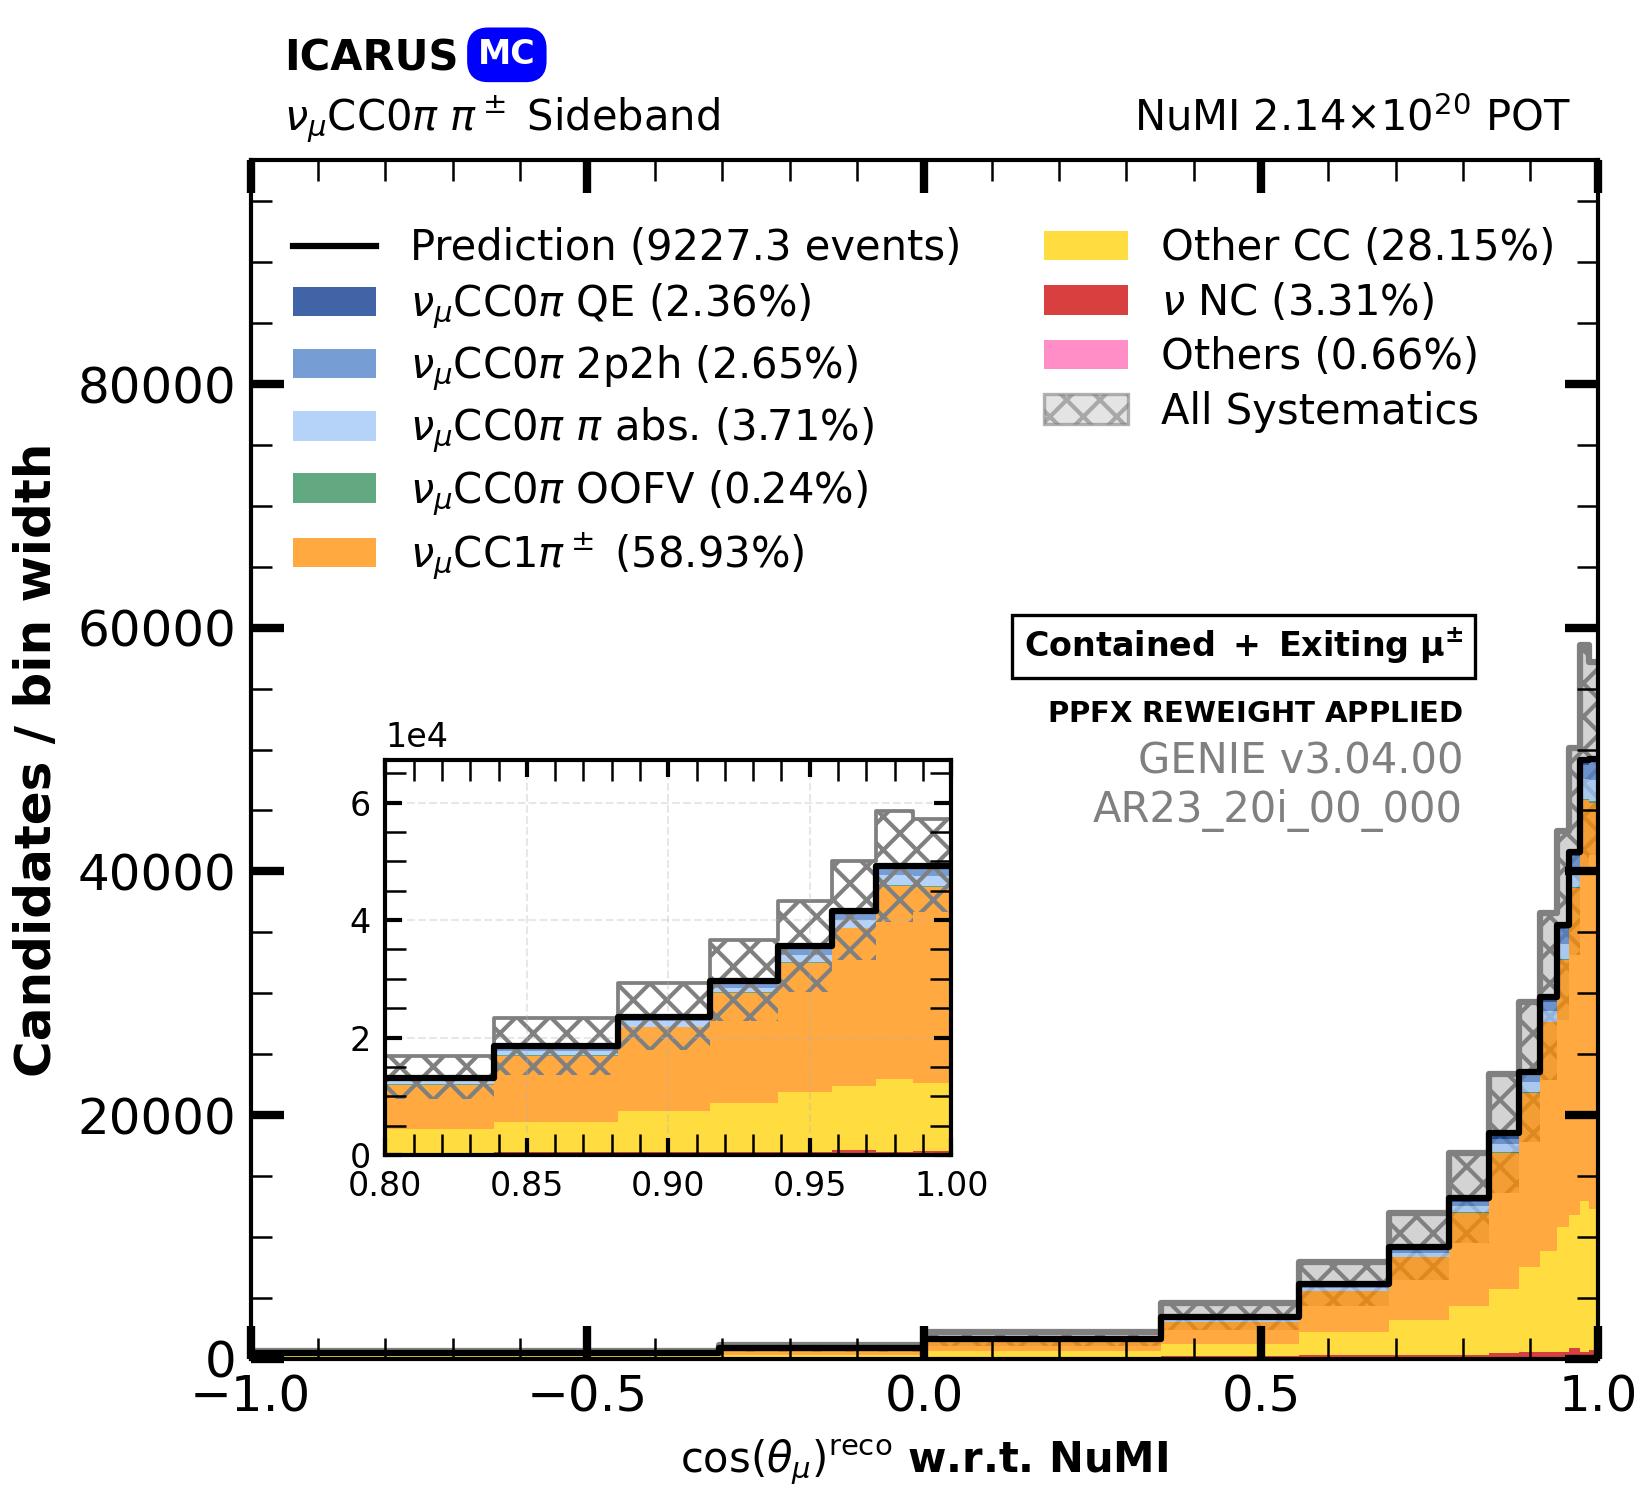 ICARUS MC
νμCC0π π± Sideband
NuMI 2.14×10²⁰ POT
Prediction (9227.3 events)
νμCC0π QE (2.36%)
νμCC0π 2p2h (2.65%)
νμCC0π π abs. (3.71%)
νμCC0π OOFV (0.24%)
νμCC1π± (58.93%)
Other CC (28.15%)
ν NC (3.31%)
Others (0.66%)
All Systematics
Contained + Exiting μ±
PPFX REWEIGHT APPLIED
GENIE v3.04.00
AR23_20i_00_000
Candidates / bin width
80000
60000
40000
20000
0
1e4
6
4
2
0
0.80 0.85 0.90 0.95 1.00
−1.0 −0.5 0.0 0.5 1.0
cos(θμ)reco w.r.t. NuMI